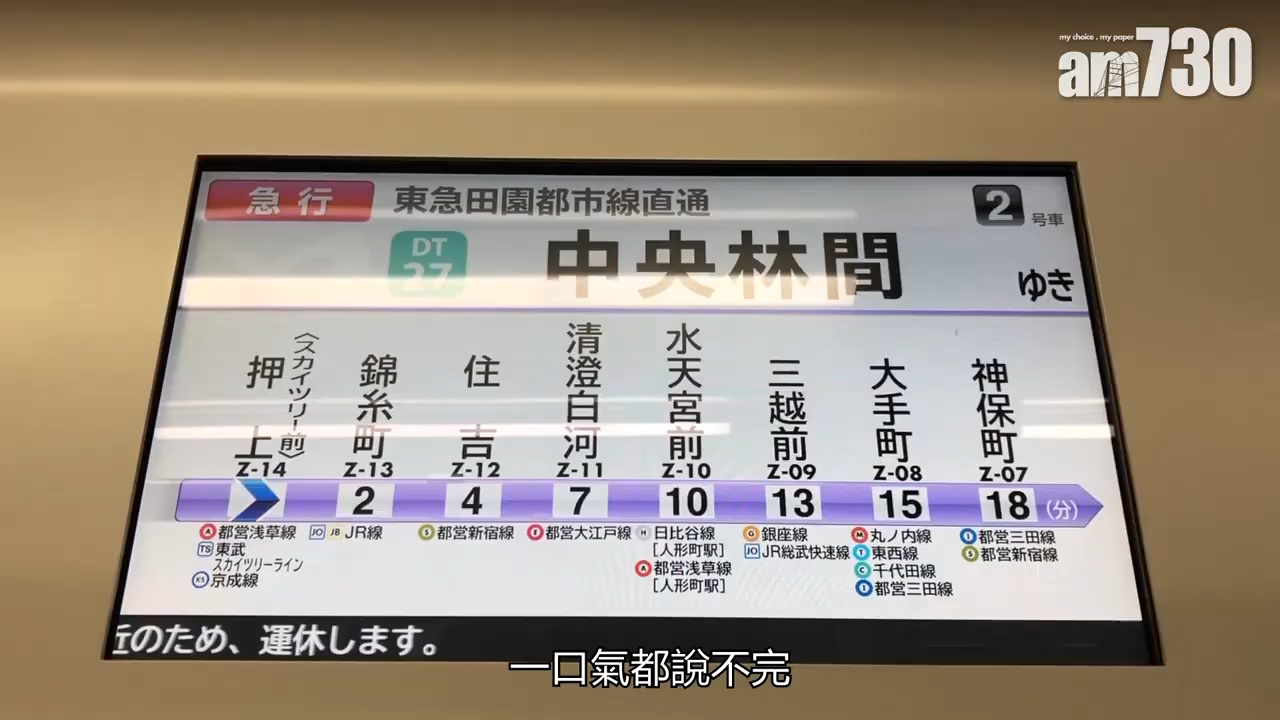 my choice . my paper
am730
急行
東急田園都市線直通
2
号車
DT
27
中央林間
ゆき
押上
〈スカイツリー前〉
錦糸町
住吉
清澄白河
水天宮前
三越前
大手町
神保町
Z-14
Z-13
Z-12
Z-11
Z-10
Z-09
Z-08
Z-07
2
4
7
10
13
15
18
(分)
A 都営浅草線
TS 東武
スカイツリーライン
KS 京成線
JO JB JR線
S 都営新宿線
E 都営大江戸線
H 日比谷線
[人形町駅]
A 都営浅草線
[人形町駅]
G 銀座線
JO JR総武快速線
M 丸ノ内線
T 東西線
C 千代田線
I 都営三田線
I 都営三田線
S 都営新宿線
のため、運休します。
一口氣都說不完